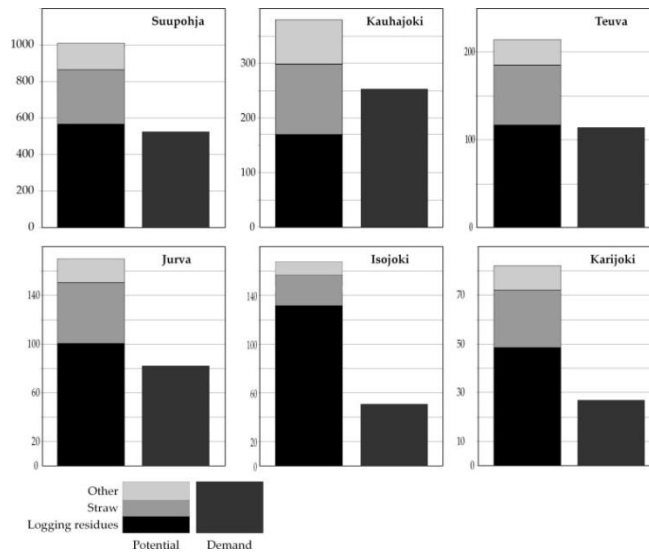 Suupohja
1000
800
600
400
200
0
Kauhajoki
300
380
100
0
Teuva
200
100
0
Jurva
140
100
60
20
0
Isojoki
140
100
60
20
0
Karijoki
70
50
30
10
0
Other
Straw
Logging residues
Potential Demand